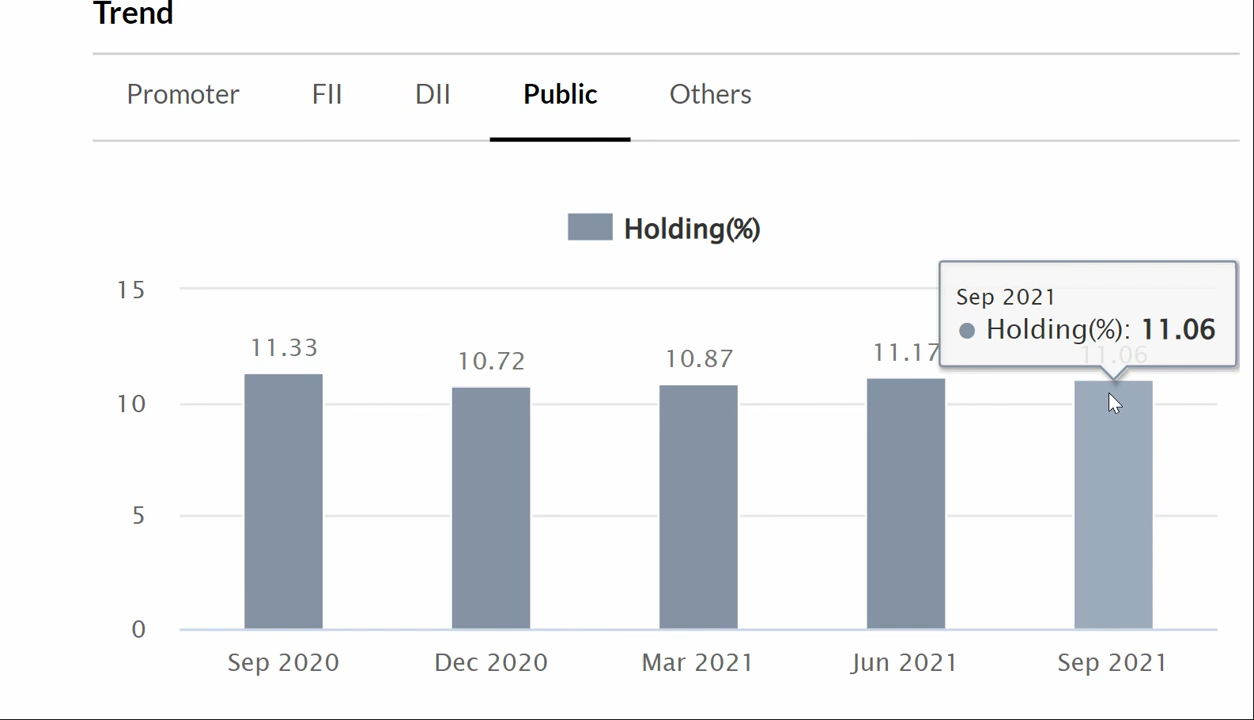 Trend
Promoter FII DII Public Others
Holding(%)
15
Sep 2021
Holding(%): 11.06
11.33 10.72 10.87 11.17 11.06
10
5
0
Sep 2020 Dec 2020 Mar 2021 Jun 2021 Sep 2021